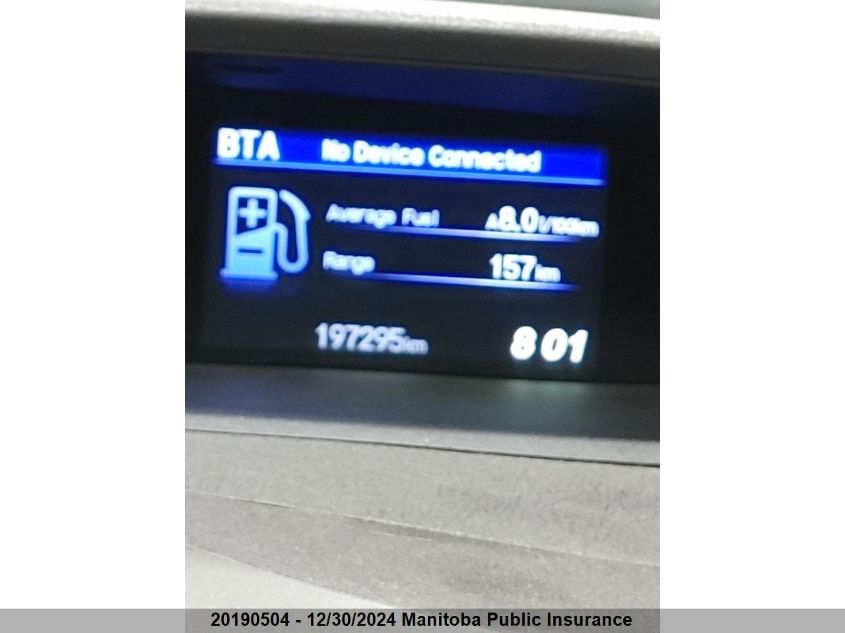 BTA No Device Connected
Average Fuel A8.0l/100km
Range 157km
197295km 8 01
20190504 - 12/30/2024 Manitoba Public Insurance